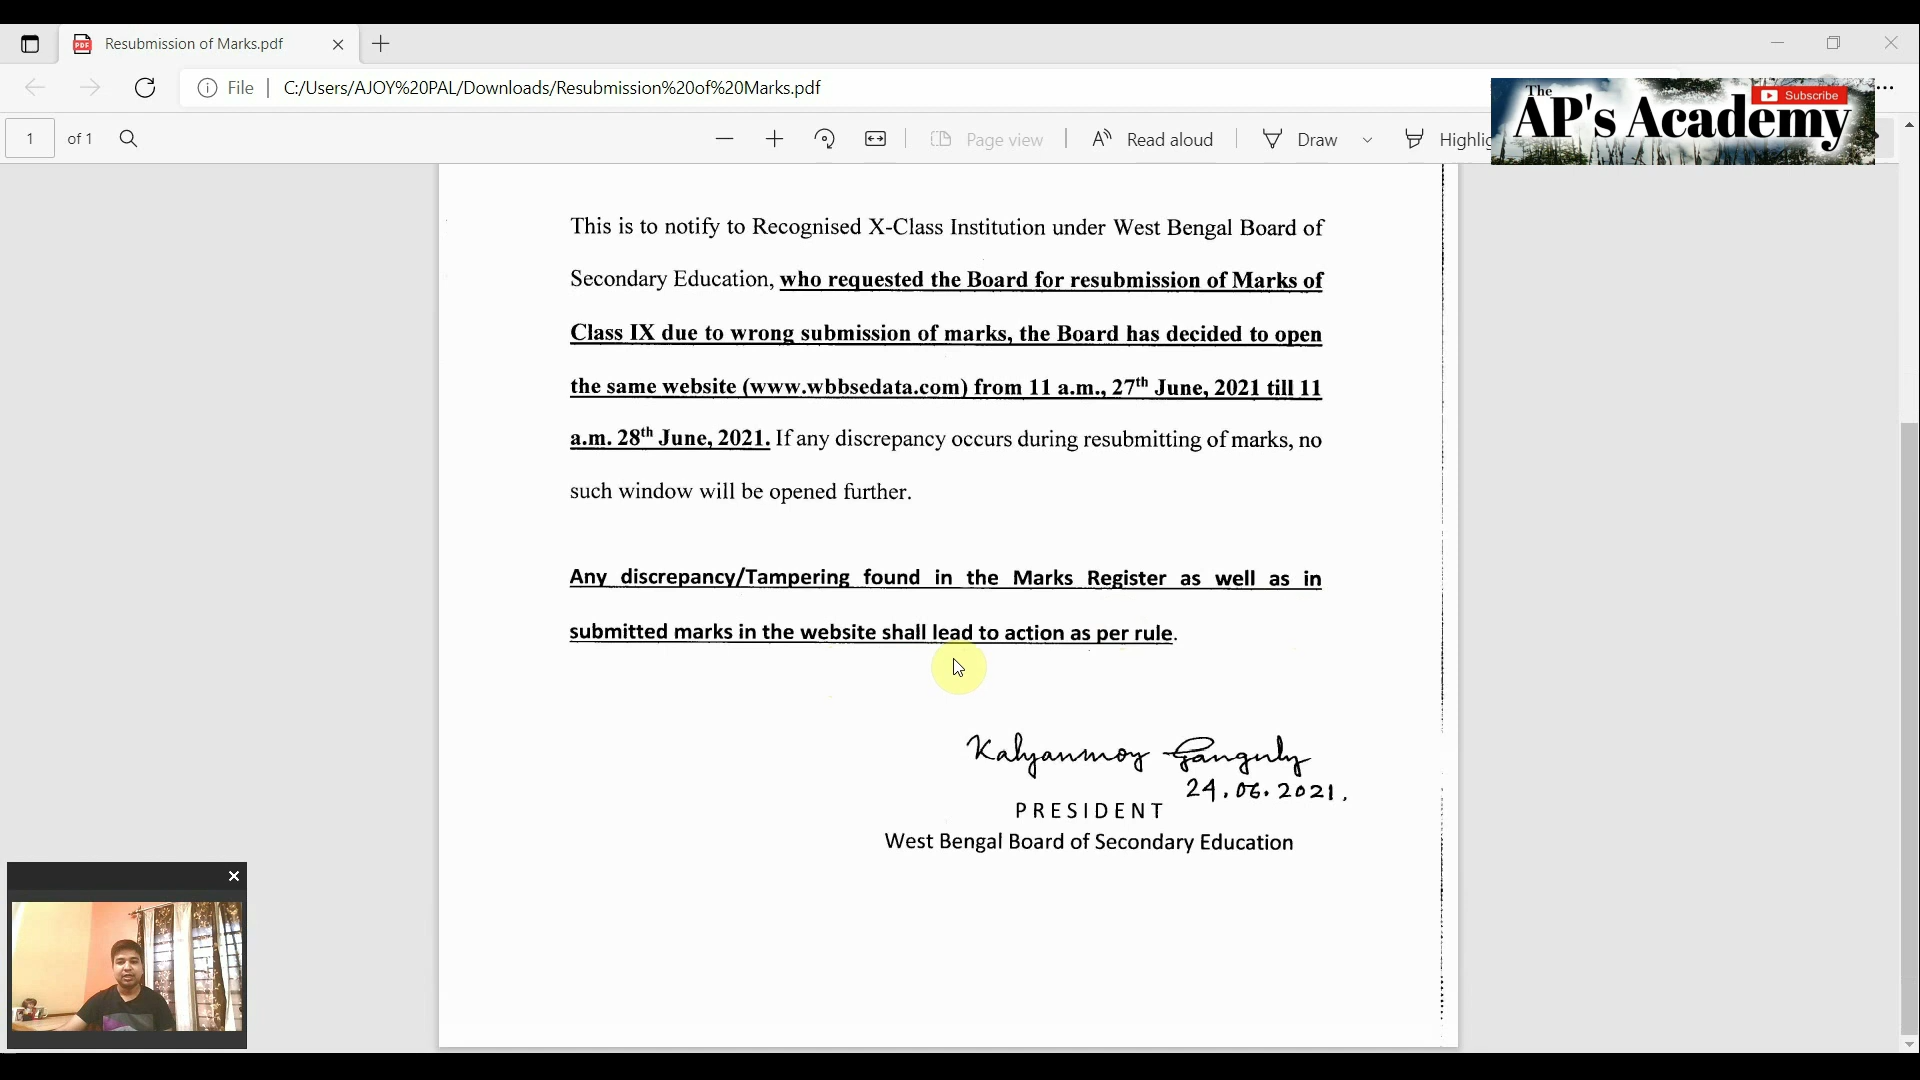 Resubmission of Marks.pdf
File
C:/Users/AJOY%20PAL/Downloads/Resubmission%20of%20Marks.pdf
1 of 1
Page view
Read aloud
Draw
Highlig
The
AP's Academy
Subscribe
This is to notify to Recognised X-Class Institution under West Bengal Board of
Secondary Education, who requested the Board for resubmission of Marks of
Class IX due to wrong submission of marks, the Board has decided to open
the same website (www.wbbsedata.com) from 11 a.m., 27th June, 2021 till 11
a.m. 28th June, 2021. If any discrepancy occurs during resubmitting of marks, no
such window will be opened further.
Any discrepancy/Tampering found in the Marks Register as well as in
submitted marks in the website shall lead to action as per rule.
Kalyanmoy Ganguly
24.06.2021.
PRESIDENT
West Bengal Board of Secondary Education